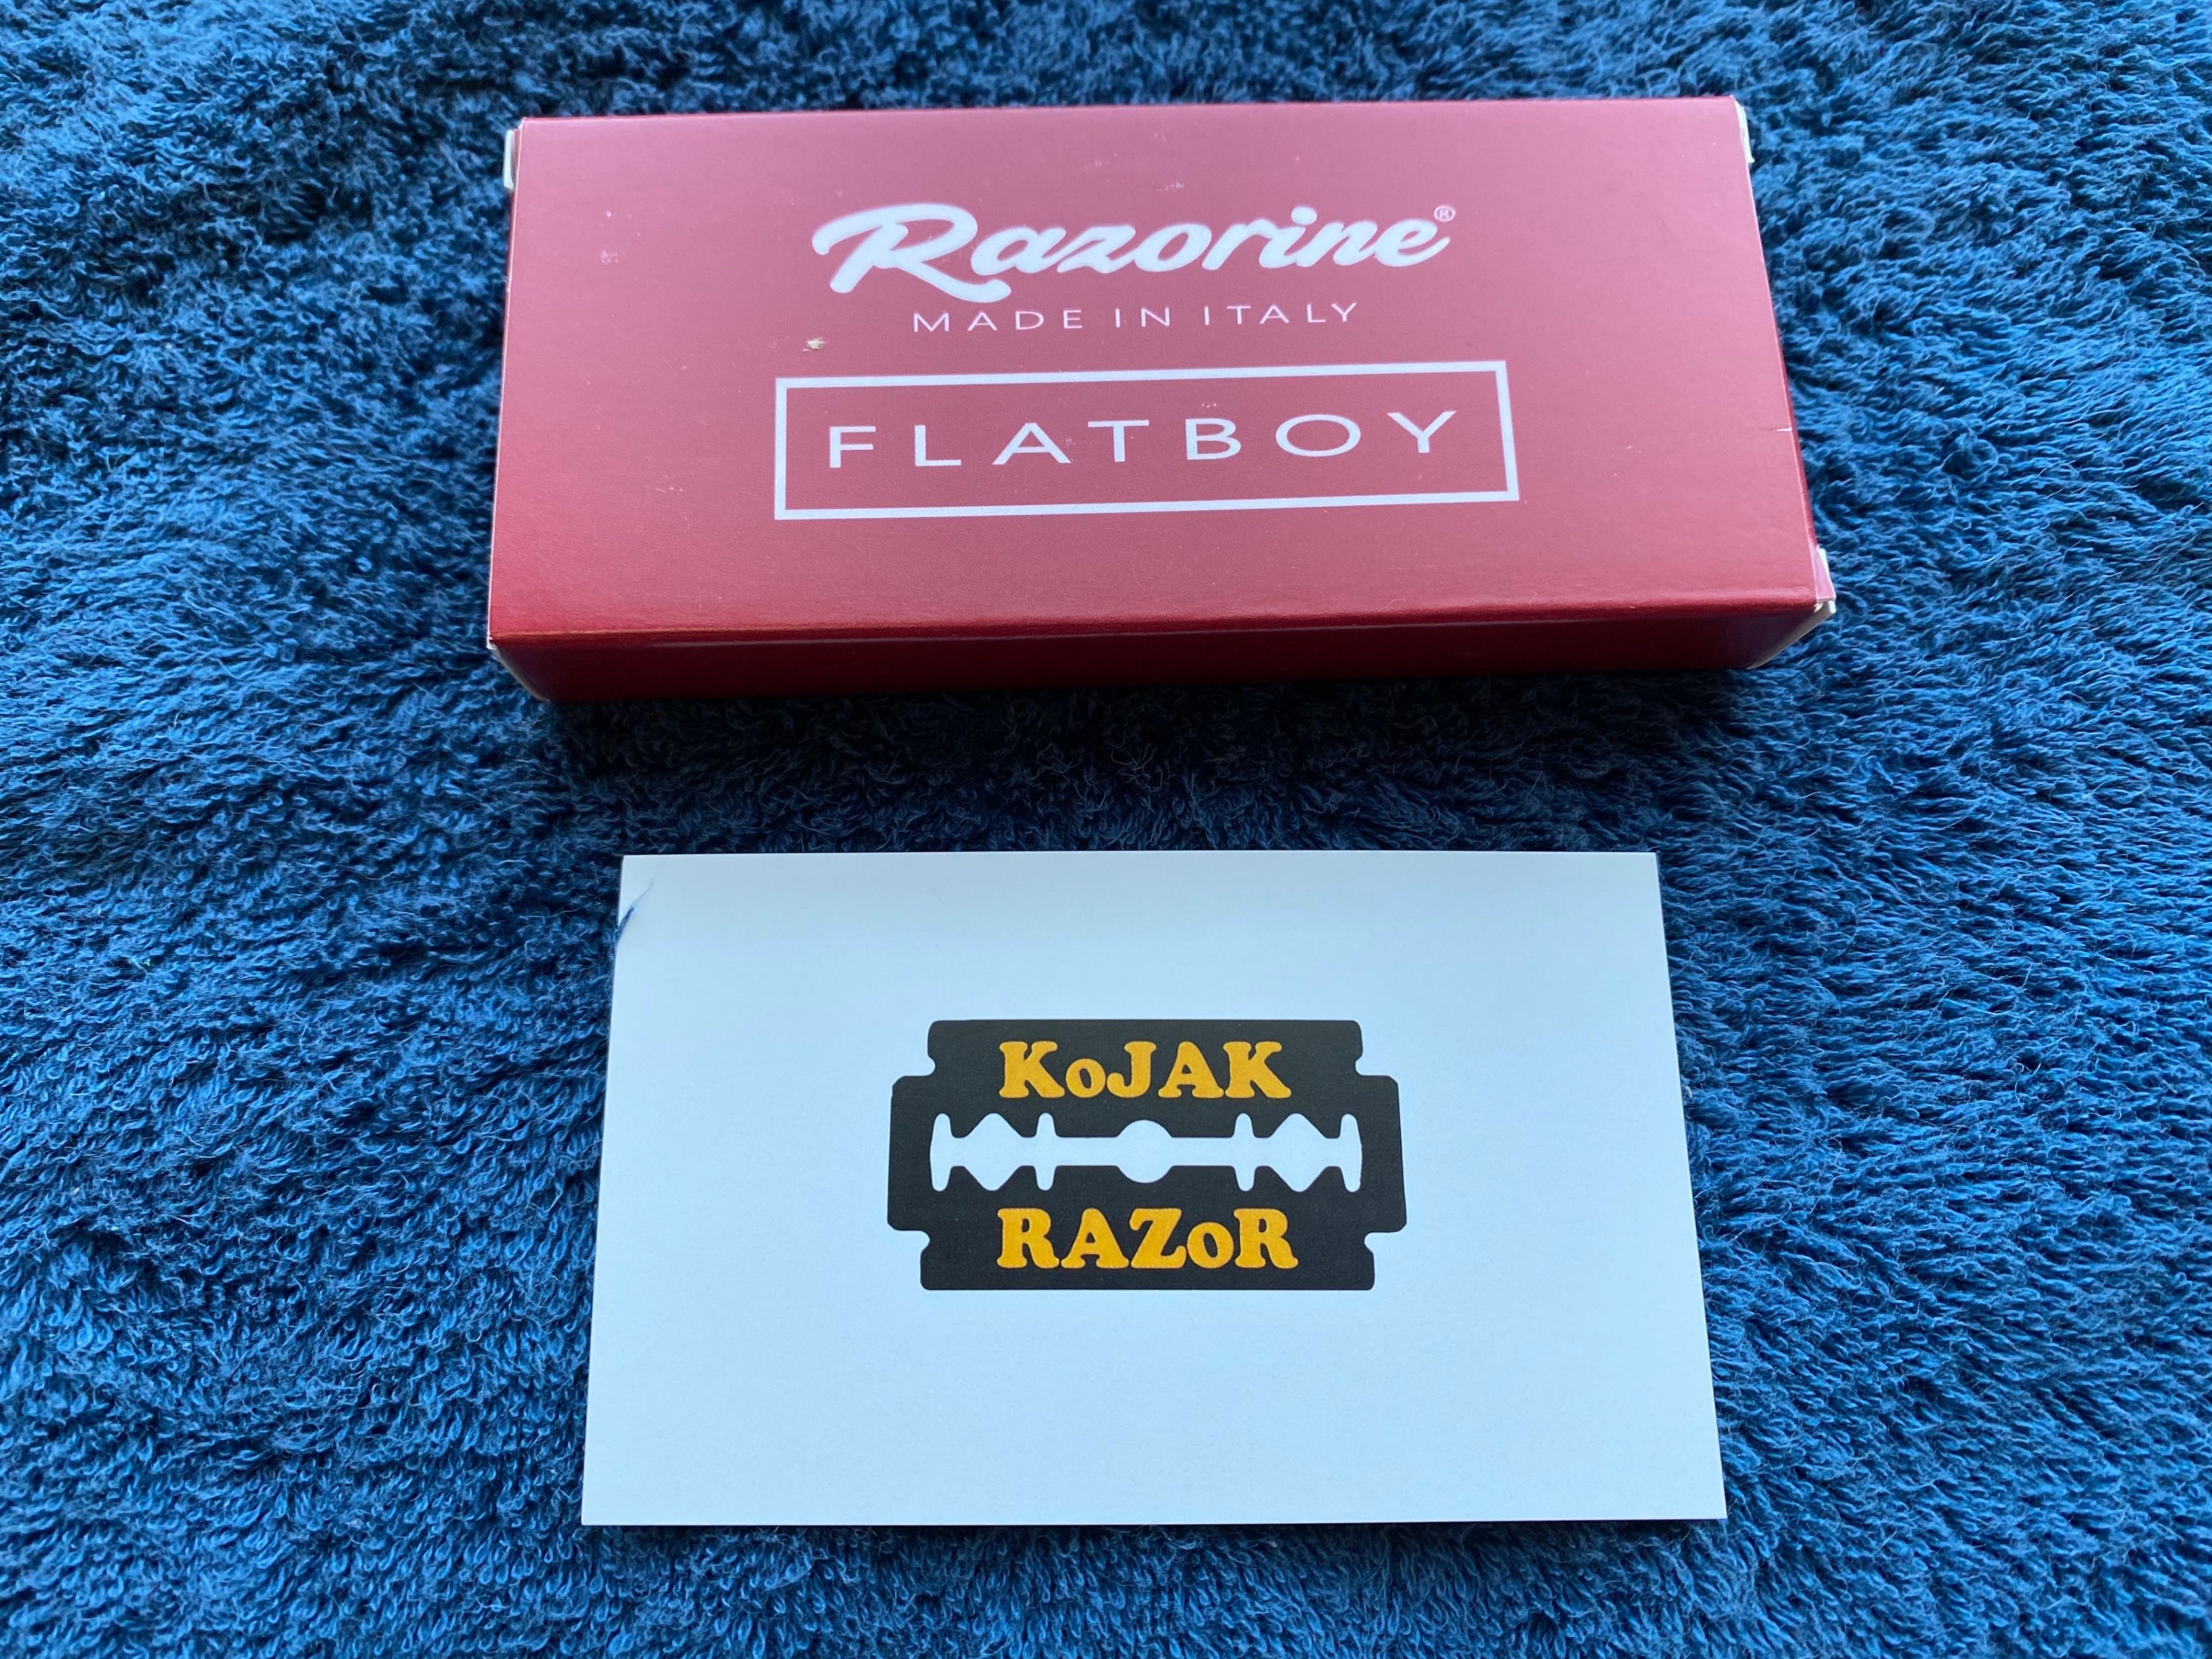 Razorine®
MADE IN ITALY
FLATBOY
KoJAK
RAZoR